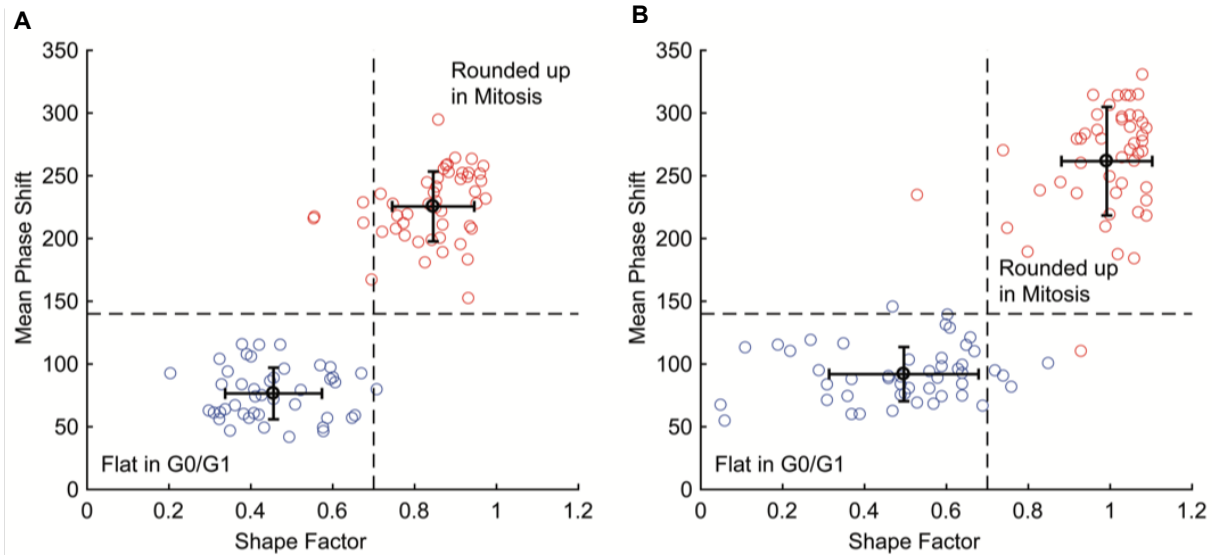 A
350
300
250
200
150
100
50
0
Mean Phase Shift
Rounded up
in Mitosis
Flat in G0/G1
0
0.2
0.4
0.6
0.8
1
1.2
Shape Factor
B
350
300
250
200
150
100
50
0
Mean Phase Shift
Rounded up
in Mitosis
Flat in G0/G1
0
0.2
0.4
0.6
0.8
1
1.2
Shape Factor